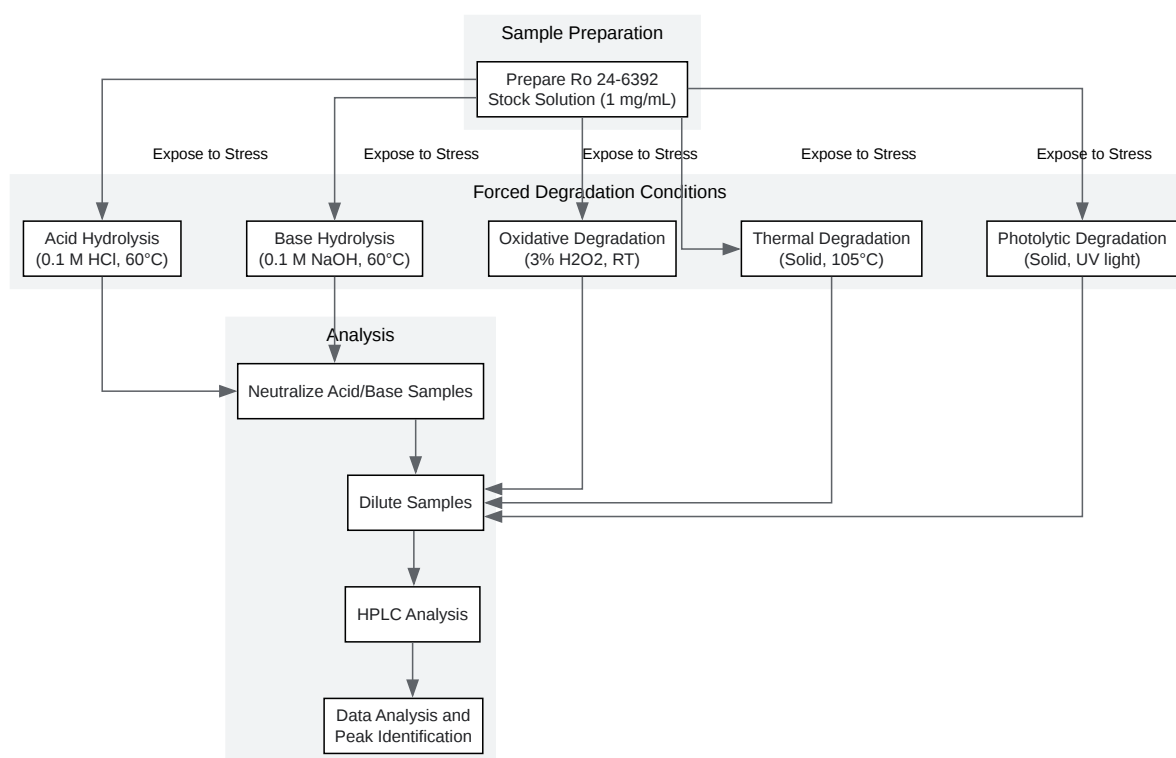 Sample Preparation
Prepare Ro 24-6392
Stock Solution (1 mg/mL)
Expose to Stress
Expose to Stress
Expose to Stress
Expose to Stress
Expose to Stress
Forced Degradation Conditions
Acid Hydrolysis
(0.1 M HCl, 60°C)
Base Hydrolysis
(0.1 M NaOH, 60°C)
Oxidative Degradation
(3% H2O2, RT)
Thermal Degradation
(Solid, 105°C)
Photolytic Degradation
(Solid, UV light)
Analysis
Neutralize Acid/Base Samples
Dilute Samples
HPLC Analysis
Data Analysis and
Peak Identification